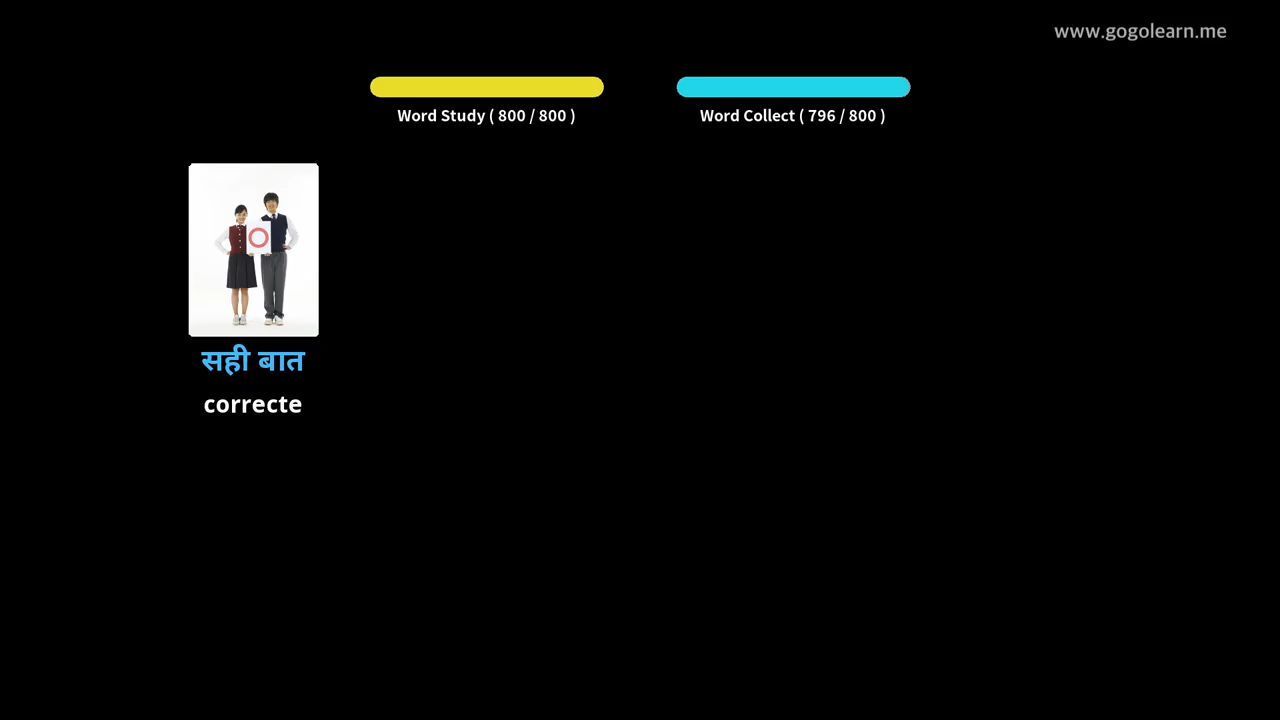 www.gogolearn.me
Word Study ( 800 / 800 )
Word Collect ( 796 / 800 )
सही बात
correcte